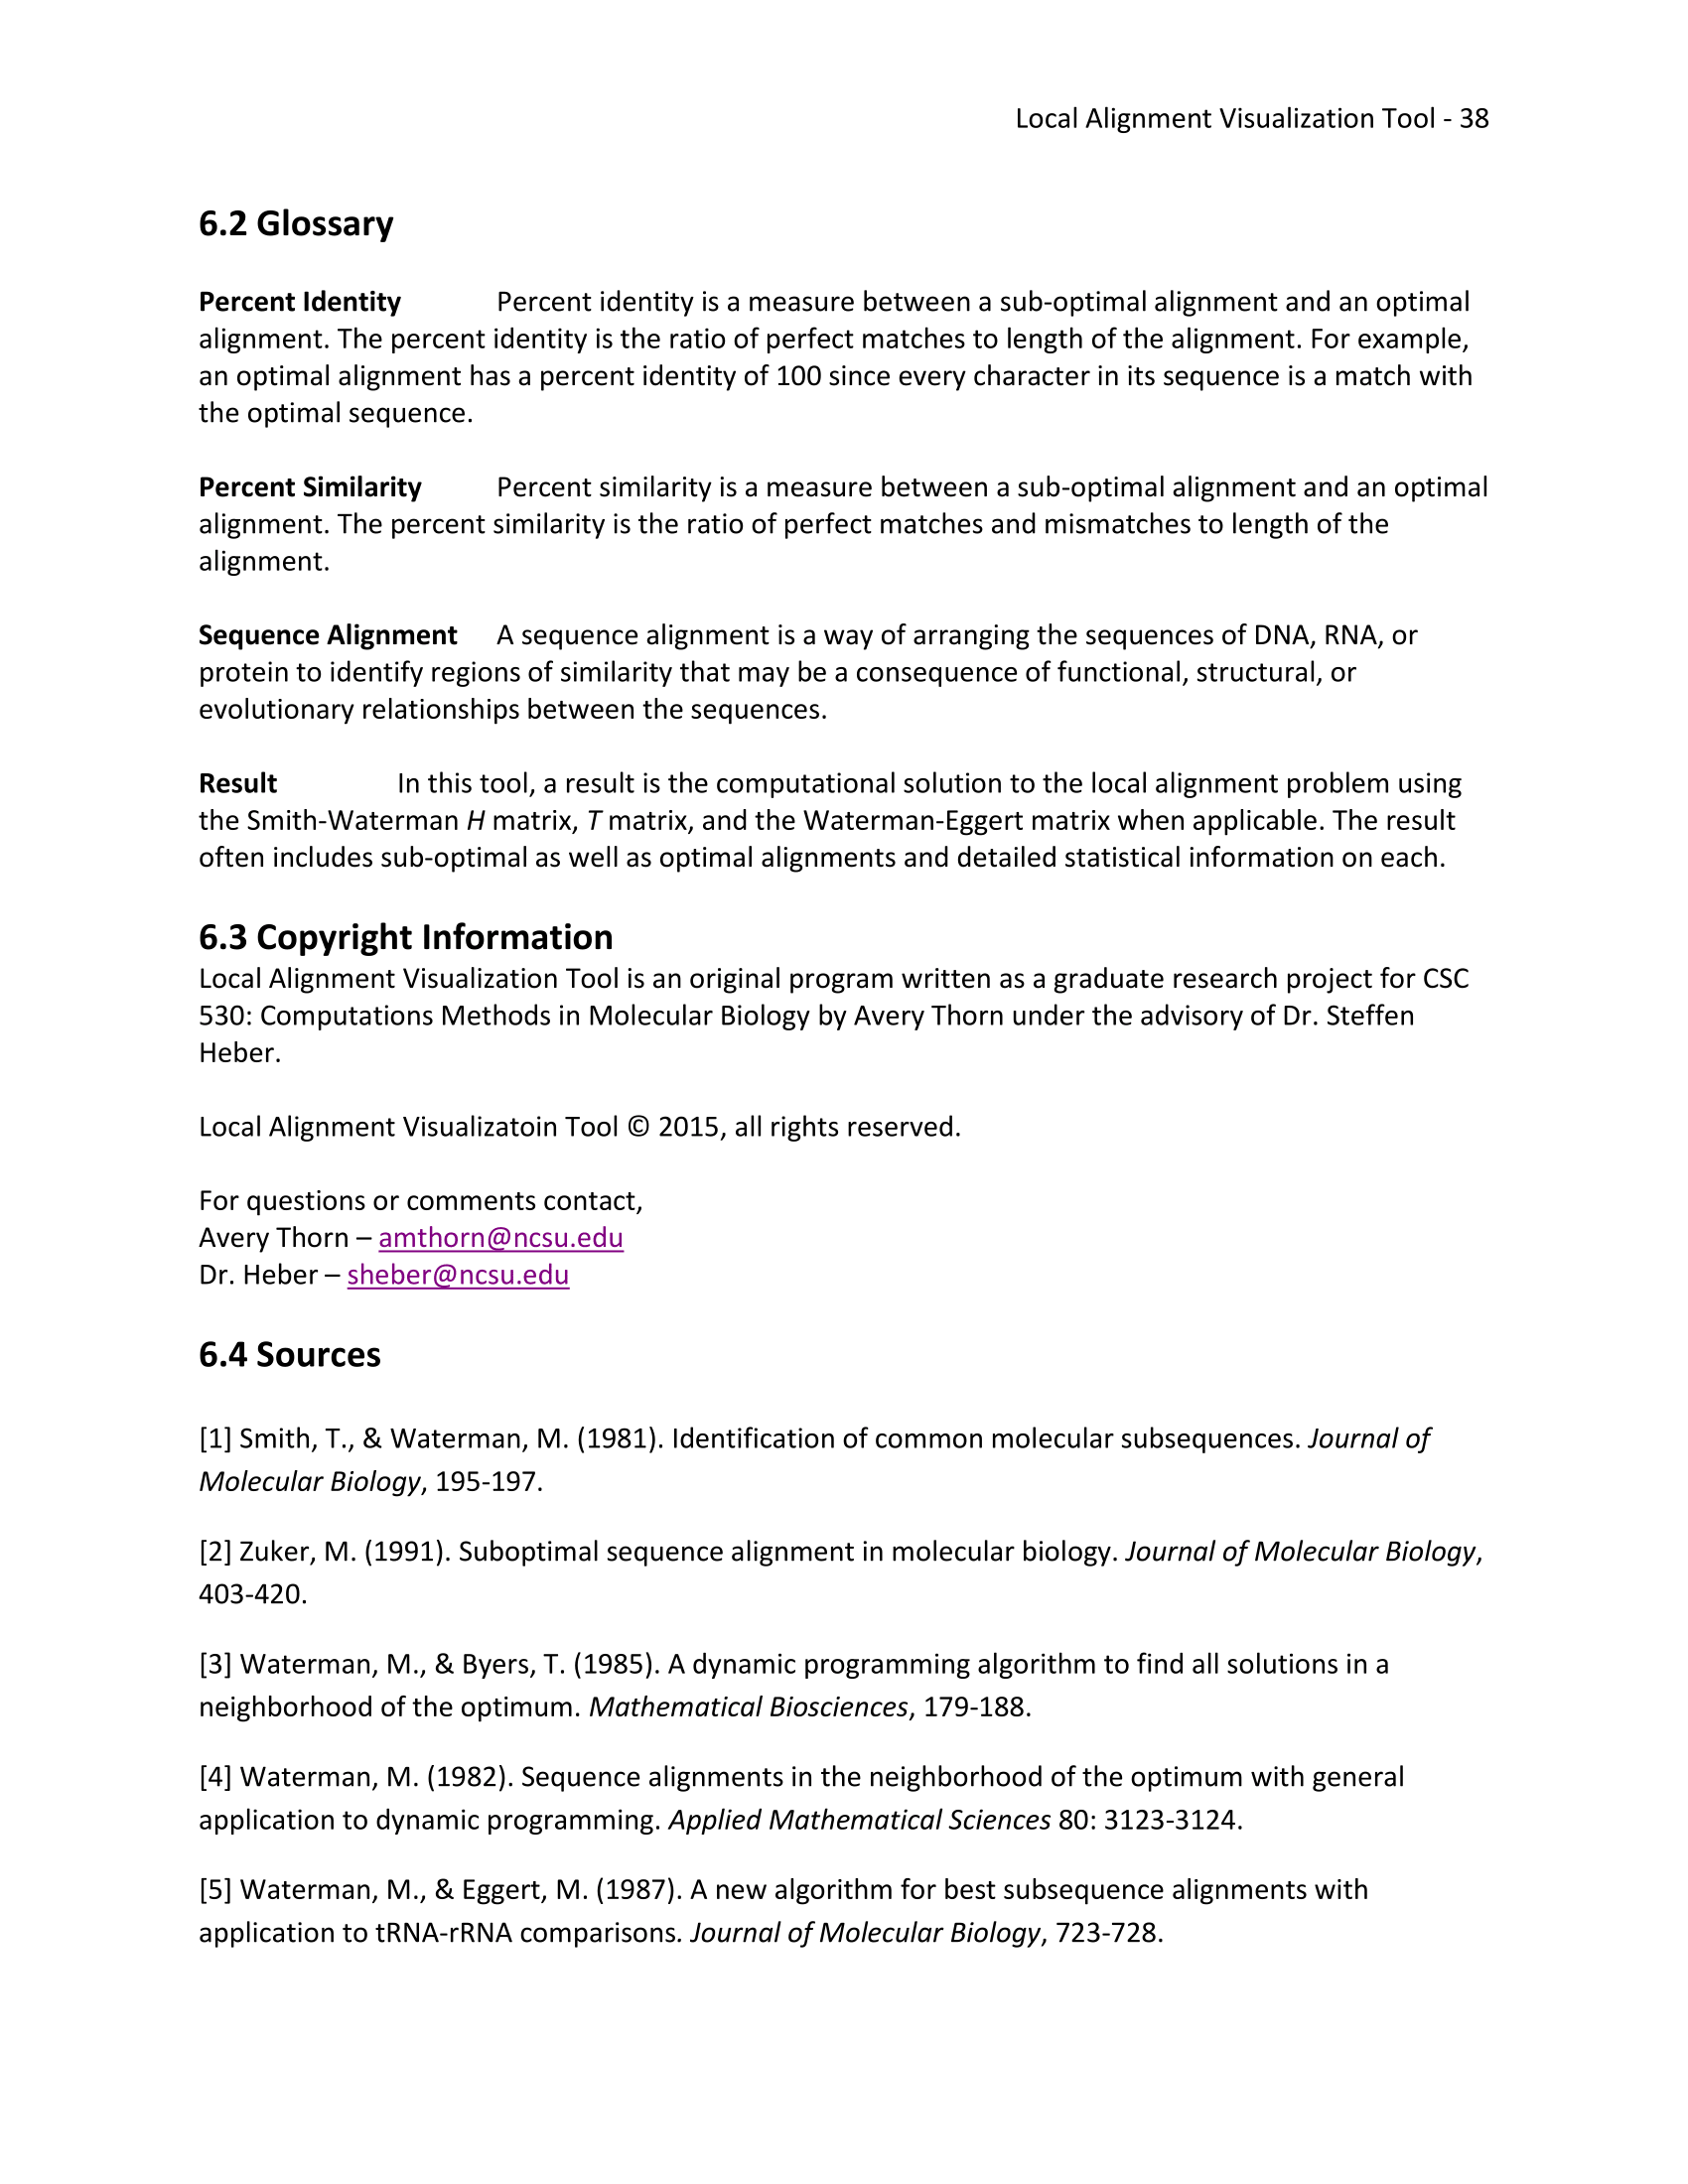 Local Alignment Visualization Tool - 38
6.2 Glossary
Percent Identity Percent identity is a measure between a sub-optimal alignment and an optimal
alignment. The percent identity is the ratio of perfect matches to length of the alignment. For example,
an optimal alignment has a percent identity of 100 since every character in its sequence is a match with
the optimal sequence.
Percent Similarity Percent similarity is a measure between a sub-optimal alignment and an optimal
alignment. The percent similarity is the ratio of perfect matches and mismatches to length of the
alignment.
Sequence Alignment A sequence alignment is a way of arranging the sequences of DNA, RNA, or
protein to identify regions of similarity that may be a consequence of functional, structural, or
evolutionary relationships between the sequences.
Result In this tool, a result is the computational solution to the local alignment problem using
the Smith-Waterman H matrix, T matrix, and the Waterman-Eggert matrix when applicable. The result
often includes sub-optimal as well as optimal alignments and detailed statistical information on each.
6.3 Copyright Information
Local Alignment Visualization Tool is an original program written as a graduate research project for CSC
530: Computations Methods in Molecular Biology by Avery Thorn under the advisory of Dr. Steffen
Heber.
Local Alignment Visualizatoin Tool © 2015, all rights reserved.
For questions or comments contact,
Avery Thorn – amthorn@ncsu.edu
Dr. Heber – sheber@ncsu.edu
6.4 Sources
[1] Smith, T., & Waterman, M. (1981). Identification of common molecular subsequences. Journal of
Molecular Biology, 195-197.
[2] Zuker, M. (1991). Suboptimal sequence alignment in molecular biology. Journal of Molecular Biology,
403-420.
[3] Waterman, M., & Byers, T. (1985). A dynamic programming algorithm to find all solutions in a
neighborhood of the optimum. Mathematical Biosciences, 179-188.
[4] Waterman, M. (1982). Sequence alignments in the neighborhood of the optimum with general
application to dynamic programming. Applied Mathematical Sciences 80: 3123-3124.
[5] Waterman, M., & Eggert, M. (1987). A new algorithm for best subsequence alignments with
application to tRNA-rRNA comparisons. Journal of Molecular Biology, 723-728.